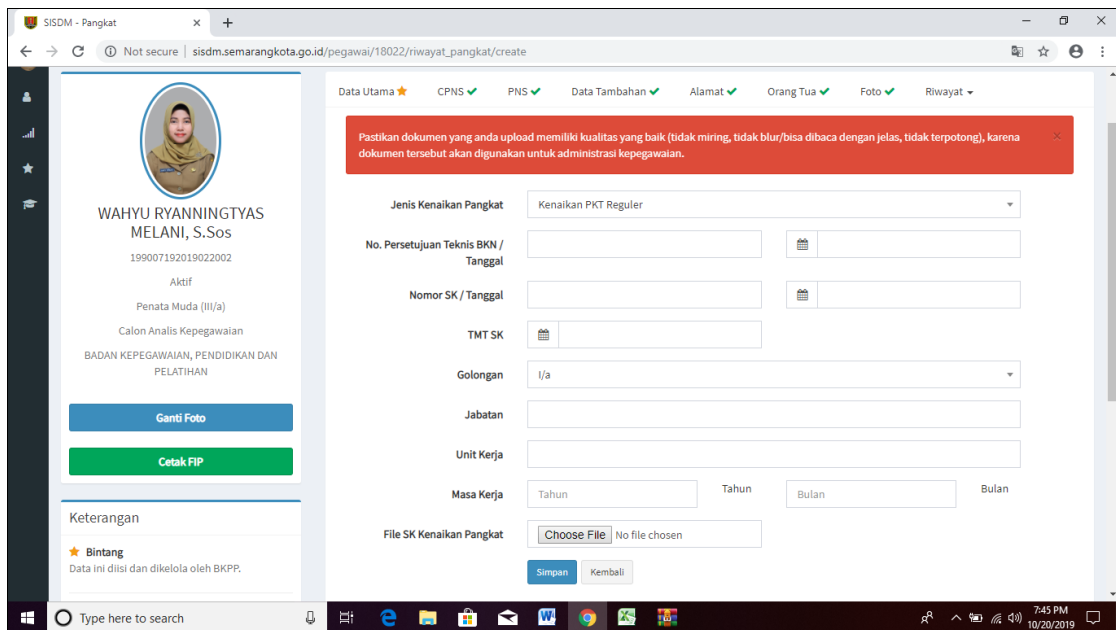 SISDM - Pangkat
Not secure | sisdm.semarangkota.go.id/pegawai/18022/riwayat_pangkat/create
WAHYU RYANNINGTYAS
MELANI, S.Sos
199007192019022002
Aktif
Penata Muda (III/a)
Calon Analis Kepegawaian
BADAN KEPEGAWAIAN, PENDIDIKAN DAN
PELATIHAN
Ganti Foto
Cetak FIP
Keterangan
Bintang
Data ini diisi dan dikelola oleh BKPP.
Data Utama CPNS PNS Data Tambahan Alamat Orang Tua Foto Riwayat
Pastikan dokumen yang anda upload memiliki kualitas yang baik (tidak miring, tidak blur/bisa dibaca dengan jelas, tidak terpotong), karena
dokumen tersebut akan digunakan untuk administrasi kepegawaian.
Jenis Kenaikan Pangkat Kenaikan PKT Reguler
No. Persetujuan Teknis BKN /
Tanggal
Nomor SK / Tanggal
TMT SK
Golongan I/a
Jabatan
Unit Kerja
Masa Kerja Tahun Tahun Bulan Bulan
File SK Kenaikan Pangkat Choose File No file chosen
Simpan Kembali
Type here to search
7:45 PM
10/20/2019